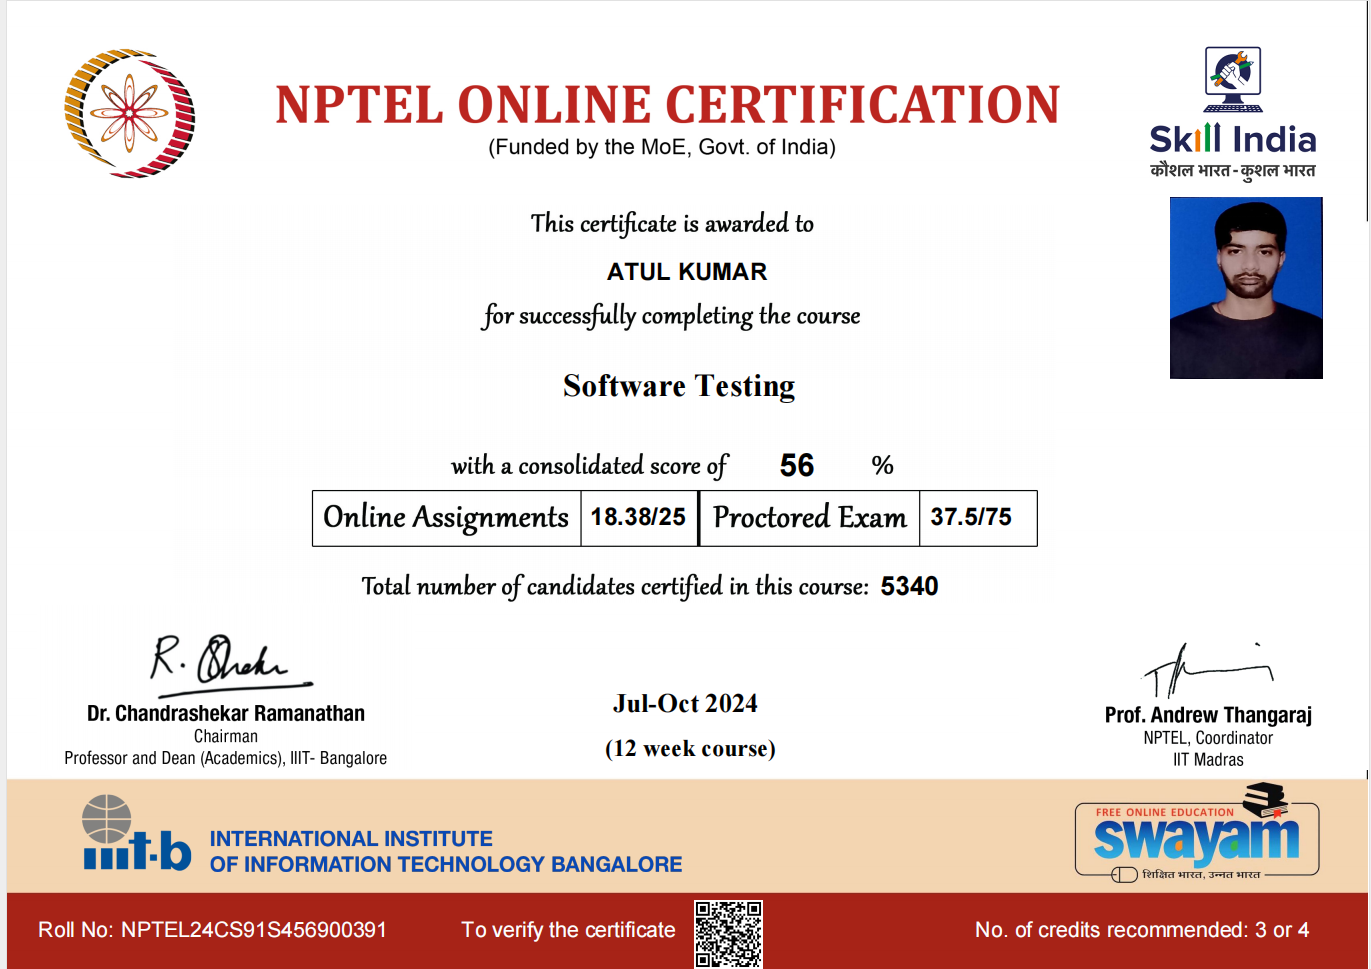 NPTEL ONLINE CERTIFICATION
(Funded by the MoE, Govt. of India)
Skill India
कौशल भारत - कुशल भारत
This certificate is awarded to
ATUL KUMAR
for successfully completing the course
Software Testing
with a consolidated score of 56 %
Online Assignments 18.38/25 Proctored Exam 37.5/75
Total number of candidates certified in this course: 5340
R. Shekar
Dr. Chandrashekar Ramanathan
Chairman
Professor and Dean (Academics), IIIT- Bangalore
Jul-Oct 2024
(12 week course)
Prof. Andrew Thangaraj
NPTEL, Coordinator
IIT Madras
iiit-b
INTERNATIONAL INSTITUTE
OF INFORMATION TECHNOLOGY BANGALORE
FREE ONLINE EDUCATION
swayam
शिक्षित भारत, उन्नत भारत
Roll No: NPTEL24CS91S456900391
To verify the certificate
No. of credits recommended: 3 or 4